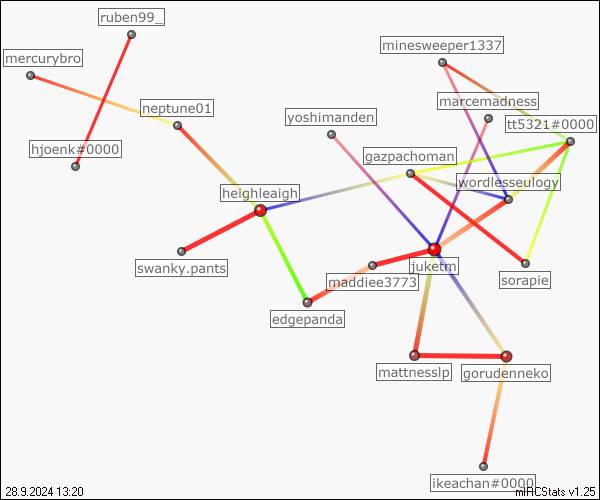 ruben99_
minesweeper1337
mercurybro
marcemadness
neptune01
yoshimanden
tt5321#0000
hjoenk#0000
gazpachoman
wordlesseulogy
heighleaigh
swanky.pants
juketm
maddiee3773
sorapie
edgepanda
mattnesslp
gorudenneko
ikeachan#0000
28.9.2024 13:20
mIRCStats v1.25